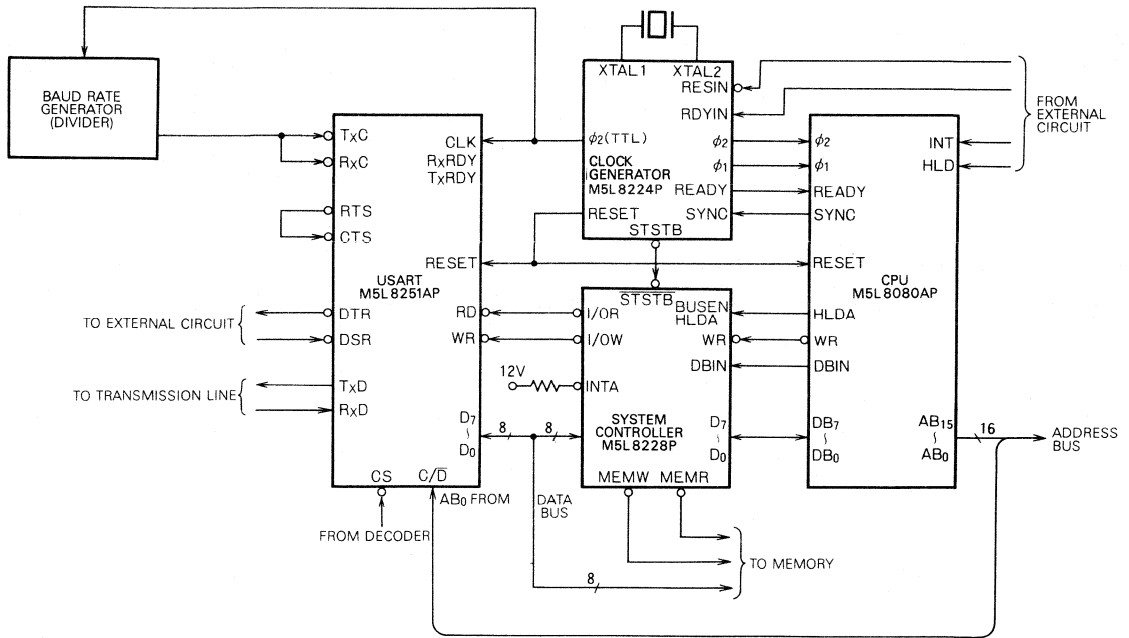 XTAL1 XTAL2
RESIN
RDYIN
FROM
EXTERNAL
CIRCUIT
BAUD RATE
GENERATOR
(DIVIDER)
TxC
RxC
CLK
RxRDY
TxRDY
φ2(TTL)
CLOCK
GENERATOR
M5L8224P
φ2
φ1
READY
SYNC
RESET
STSTB
φ2
φ1
READY
SYNC
INT
HLD
RTS
CTS
RESET
USART
M5L8251AP
RESET
CPU
M5L8080AP
TO EXTERNAL CIRCUIT
DTR
DSR
RD
WR
STSTB
I/OR
I/OW
BUSEN
HLDA
WR
DBIN
HLDA
WR
DBIN
12V
INTA
TO TRANSMISSION LINE
TxD
RxD
D7
~
D0
8 8
SYSTEM
CONTROLLER
M5L8228P
D7
~
D0
DB7
~
DB0
AB15
~
AB0
16
ADDRESS
BUS
CS C/D̅
MEMW MEMR
AB0 FROM
DATA
BUS
FROM DECODER
TO MEMORY
8